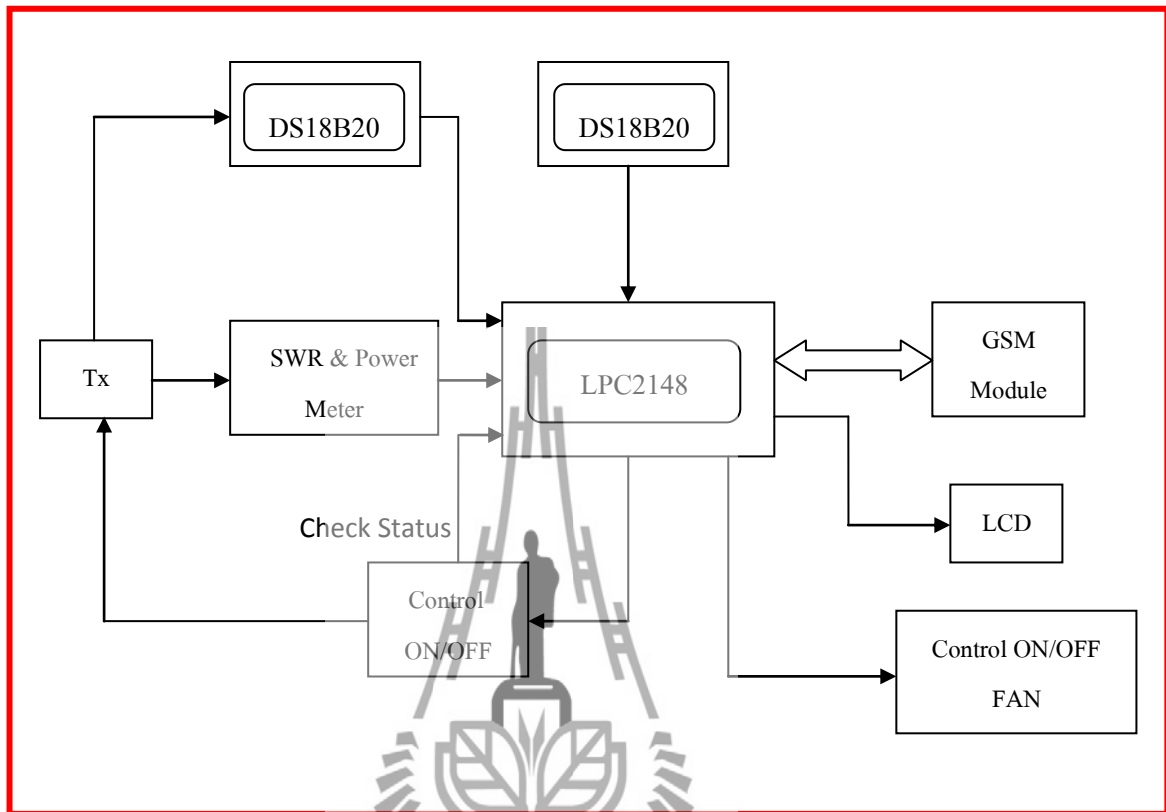 DS18B20
DS18B20
Tx
SWR & Power
Meter
LPC2148
GSM
Module
Check Status
LCD
Control
ON/OFF
Control ON/OFF
FAN